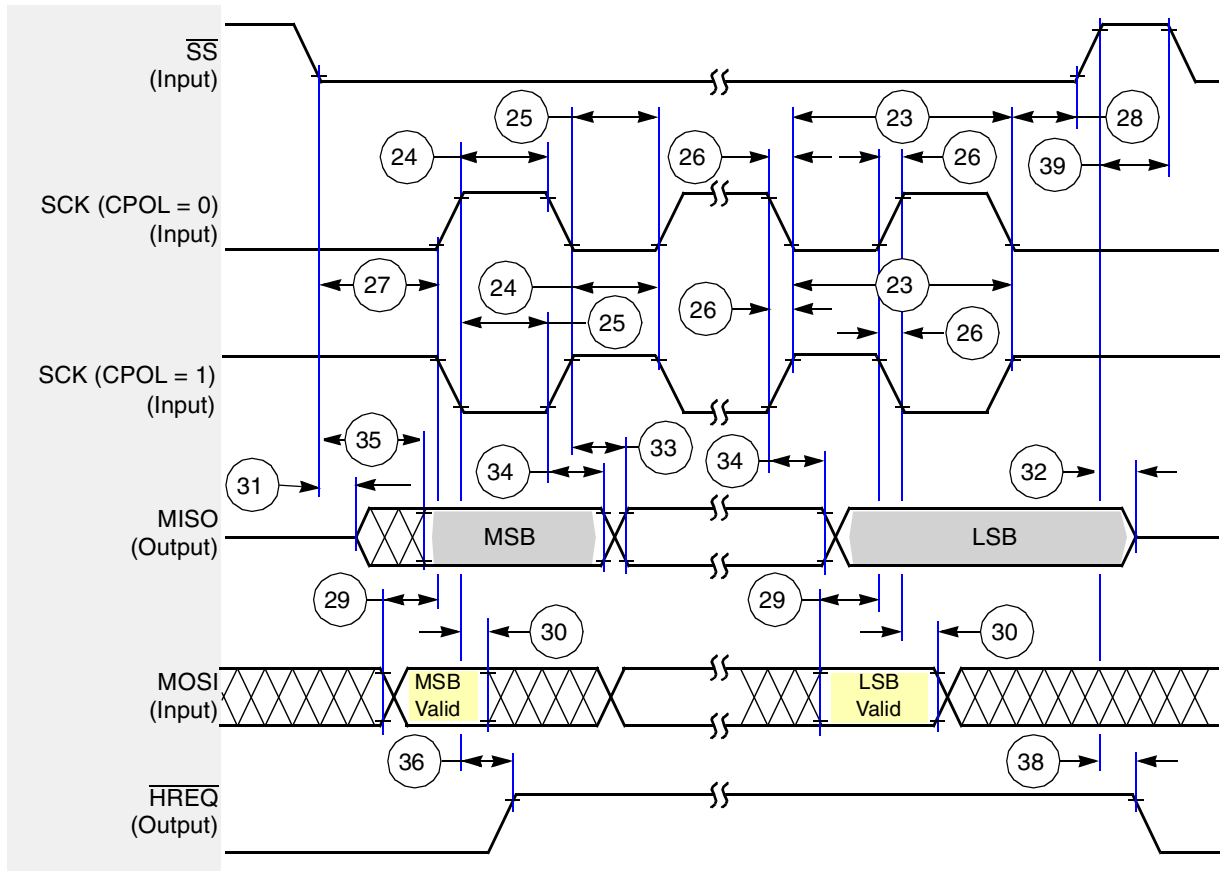 SS
(Input)
25
23
28
24
26
26
39
SCK (CPOL = 0)
(Input)
27
24
23
26
25
26
SCK (CPOL = 1)
(Input)
35
33
34
34
31
32
MISO
(Output)
MSB
LSB
29
29
30
30
MOSI
(Input)
MSB
Valid
LSB
Valid
36
38
HREQ
(Output)